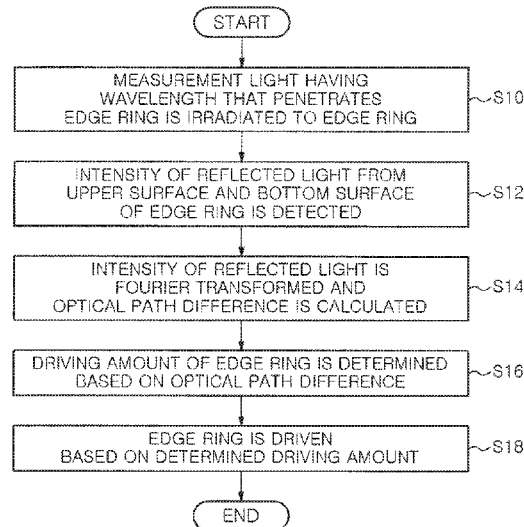 START
MEASUREMENT LIGHT HAVING
WAVELENGTH THAT PENETRATES
EDGE RING IS IRRADIATED TO EDGE RING
S10
INTENSITY OF REFLECTED LIGHT FROM
UPPER SURFACE AND BOTTOM SURFACE
OF EDGE RING IS DETECTED
S12
INTENSITY OF REFLECTED LIGHT IS
FOURIER TRANSFORMED AND
OPTICAL PATH DIFFERENCE IS CALCULATED
S14
DRIVING AMOUNT OF EDGE RING IS DETERMINED
BASED ON OPTICAL PATH DIFFERENCE
S16
EDGE RING IS DRIVEN
BASED ON DETERMINED DRIVING AMOUNT
S18
END